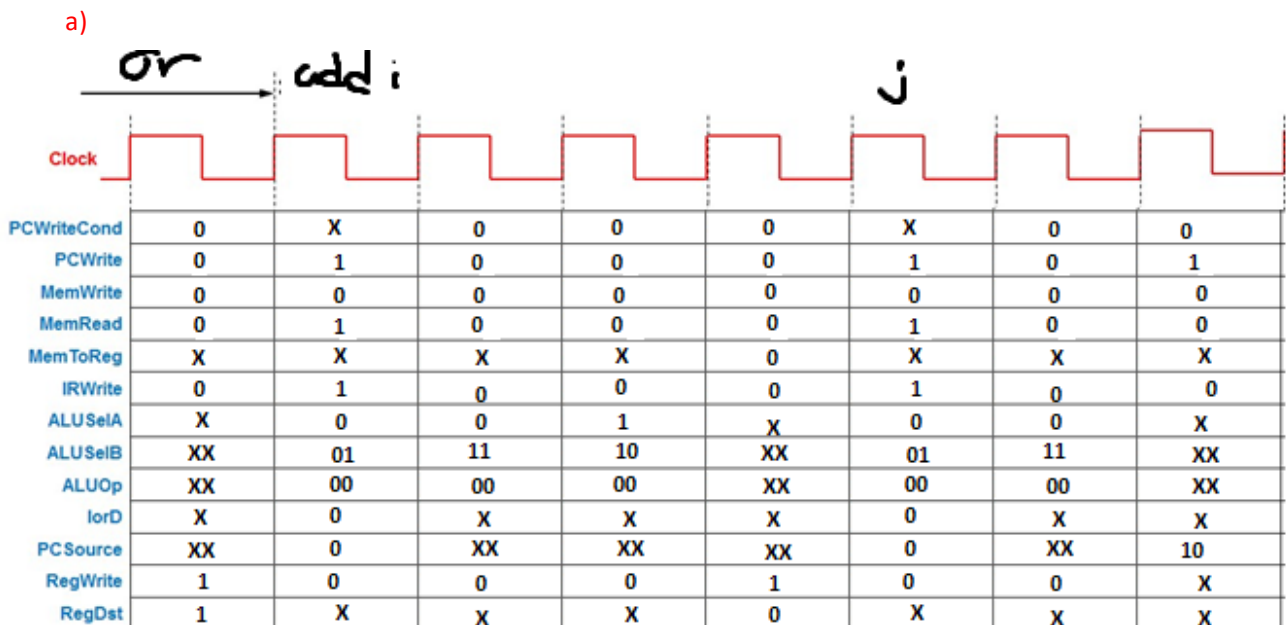 a)
or addi j
Clock
PCWriteCond 0 X 0 0 0 X 0 0
PCWrite 0 1 0 0 0 1 0 1
MemWrite 0 0 0 0 0 0 0 0
MemRead 0 1 0 0 0 1 0 0
MemToReg X X X X 0 X X X
IRWrite 0 1 0 0 0 1 0 0
ALUSelA X 0 0 1 X 0 0 X
ALUSelB XX 01 11 10 XX 01 11 XX
ALUOp XX 00 00 00 XX 00 00 XX
IorD X 0 X X X 0 X X
PCSource XX 0 XX XX XX 0 XX 10
RegWrite 1 0 0 0 1 0 0 X
RegDst 1 X X X 0 X X X